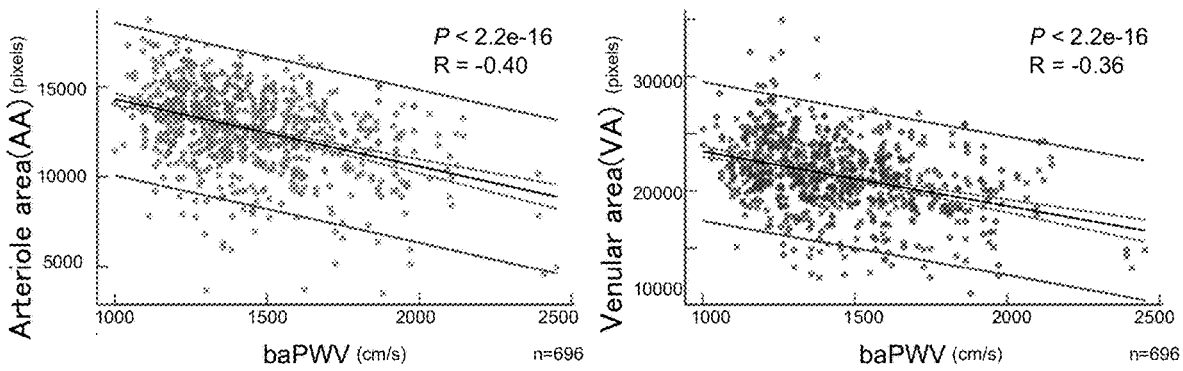 P < 2.2e-16
R = -0.40
Arteriole area(AA) (pixels)
15000
10000
5000
1000 1500 2000 2500
baPWV (cm/s) n=696
P < 2.2e-16
R = -0.36
Venular area(VA) (pixels)
30000
20000
10000
1000 1500 2000 2500
baPWV (cm/s) n=696